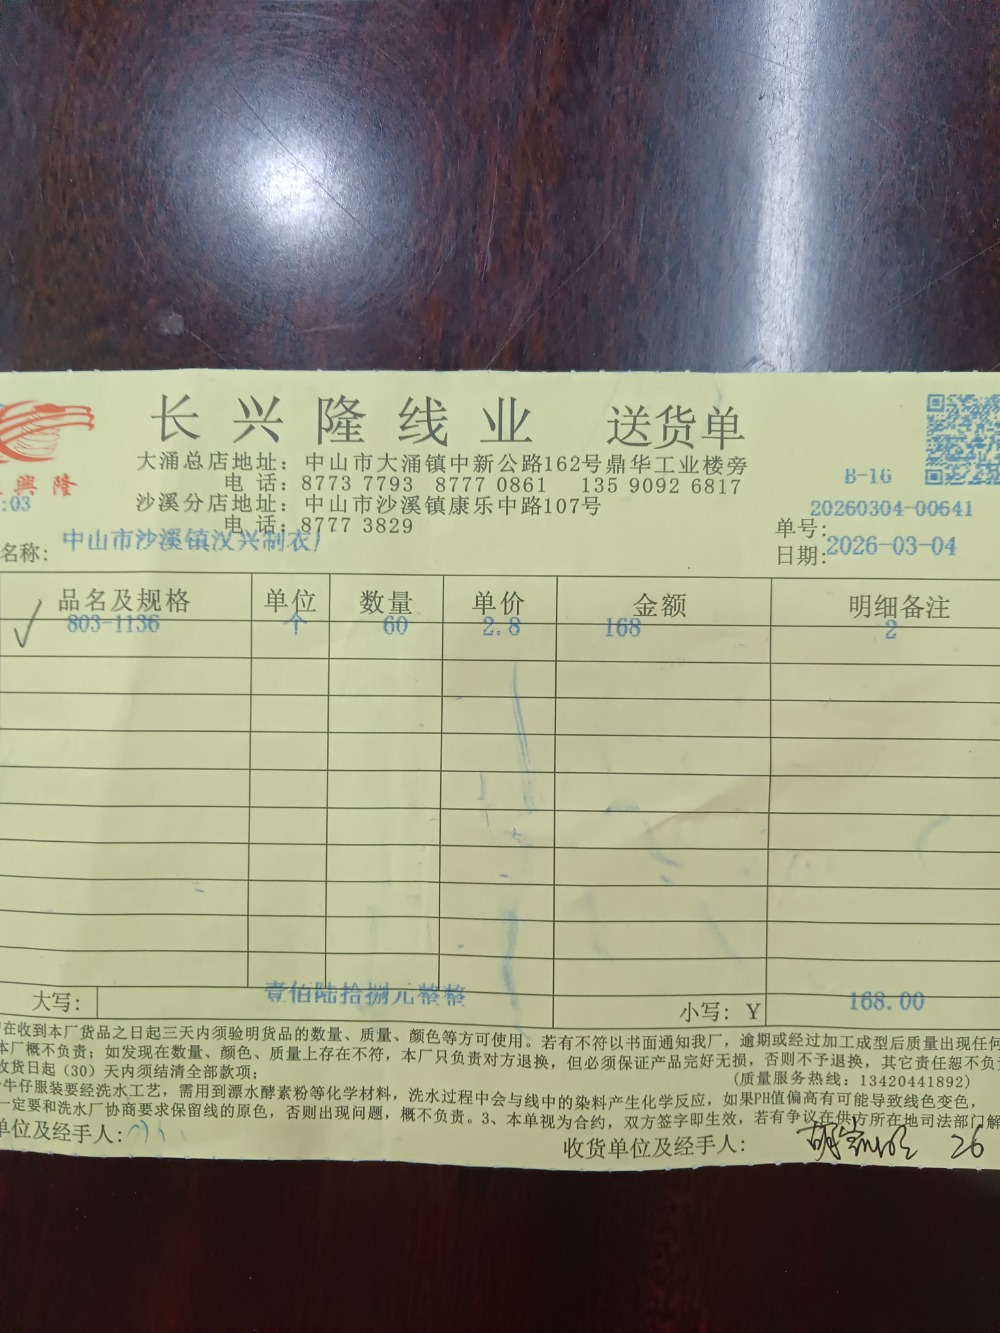 長興隆线业 送货单
興隆
大涌总店地址：中山市大涌镇中新公路162号鼎华工业楼旁
电 话：8773 7793 8777 0861 135 9092 6817
B-16
沙溪分店地址：中山市沙溪镇康乐中路107号
:03
20260304-00641
电 话：8777 3829
单号:
名称: 中山市沙溪镇汉兴制衣厂
日期:2026-03-04
品名及规格 单位 数量 单价 金额 明细备注
✓ 803-1136 个 60 2.8 168 2
大写: 壹佰陆拾捌元整整 小写: Y 168.00
在收到本厂货品之日起三天内须验明货品的数量、质量、颜色等方可使用。若有不符以书面通知我厂，逾期或经过加工成型后质量出现任何
本厂概不负责；如发现在数量、颜色、质量上存在不符，本厂只负责对方退换，但必须保证产品完好无损，否则不予退换，其它责任恕不负
收货日起（30）天内须结清全部款项;
(质量服务热线：13420441892)
牛仔服装要经洗水工艺，需用到漂水酵素粉等化学材料，洗水过程中会与线中的染料产生化学反应，如果PH值偏高有可能导致线色变色，
一定要和洗水厂协商要求保留线的原色，否则出现问题，概不负责。3、本单视为合约，双方签字即生效，若有争议在供方所在地司法部门解
单位及经手人:
收货单位及经手人: 26